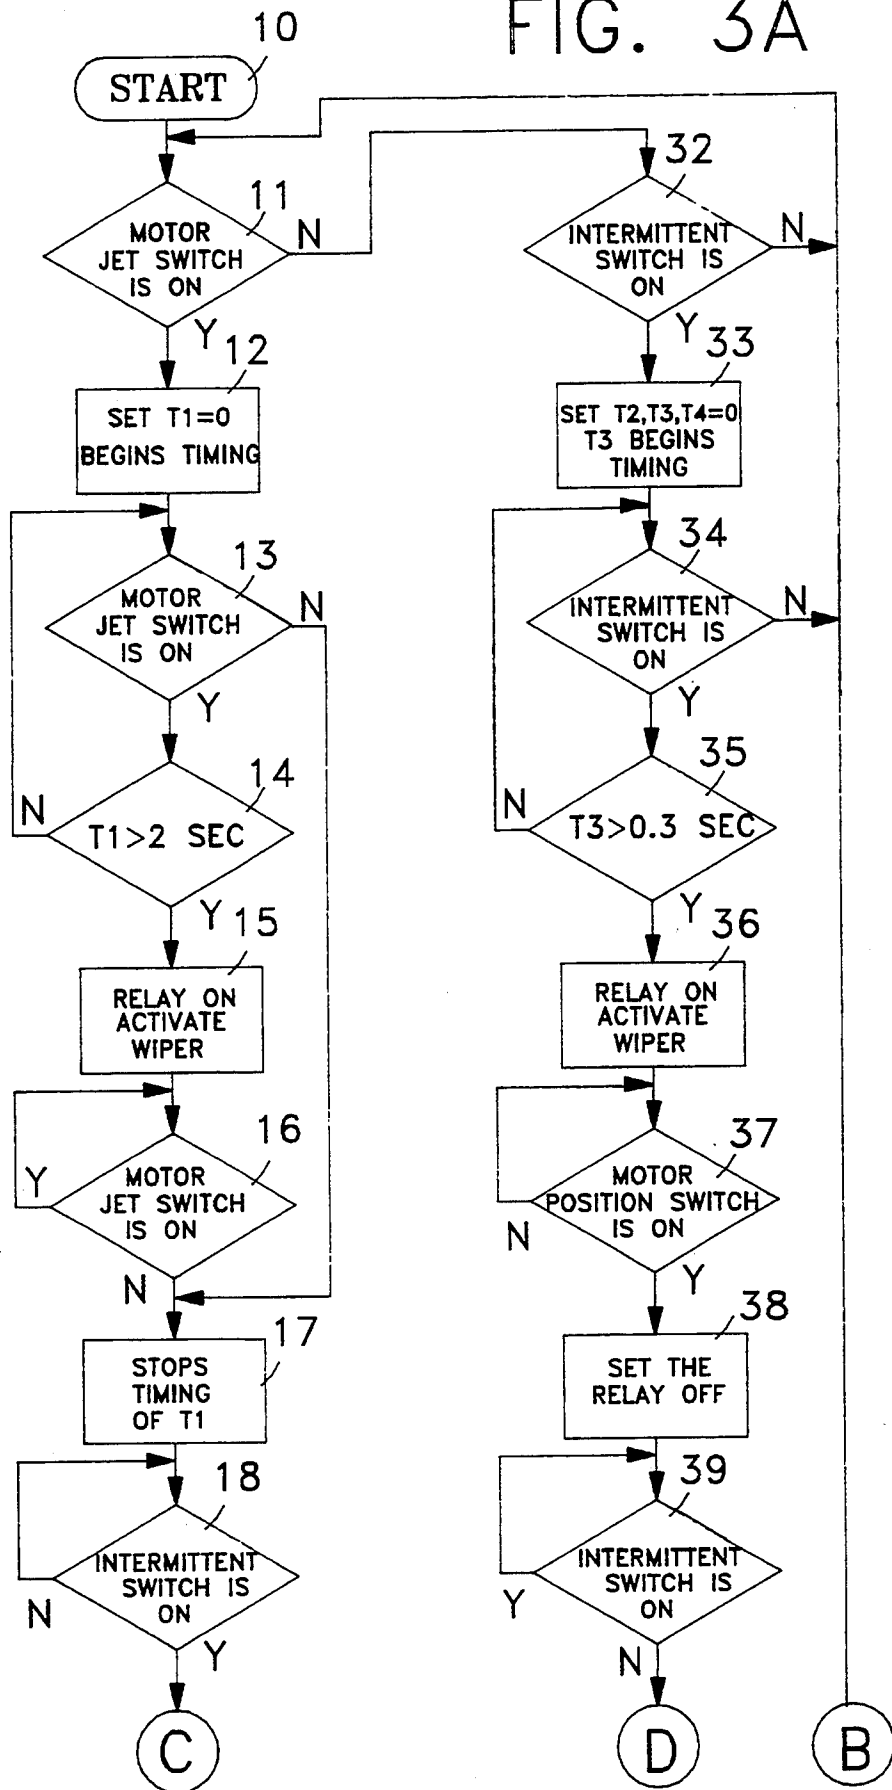 FIG. 3A
10
START
11
MOTOR
JET SWITCH
IS ON
N
Y
12
SET T1=0
BEGINS TIMING
13
MOTOR
JET SWITCH
IS ON
N
Y
14
T1>2 SEC
N
Y
15
RELAY ON
ACTIVATE
WIPER
16
MOTOR
JET SWITCH
IS ON
Y
N
17
STOPS
TIMING
OF T1
18
INTERMITTENT
SWITCH IS
ON
N
Y
C
32
INTERMITTENT
SWITCH IS
ON
N
Y
33
SET T2,T3,T4=0
T3 BEGINS
TIMING
34
INTERMITTENT
SWITCH IS
ON
N
Y
35
T3>0.3 SEC
N
Y
36
RELAY ON
ACTIVATE
WIPER
37
MOTOR
POSITION SWITCH
IS ON
N
Y
38
SET THE
RELAY OFF
39
INTERMITTENT
SWITCH IS
ON
Y
N
D
B